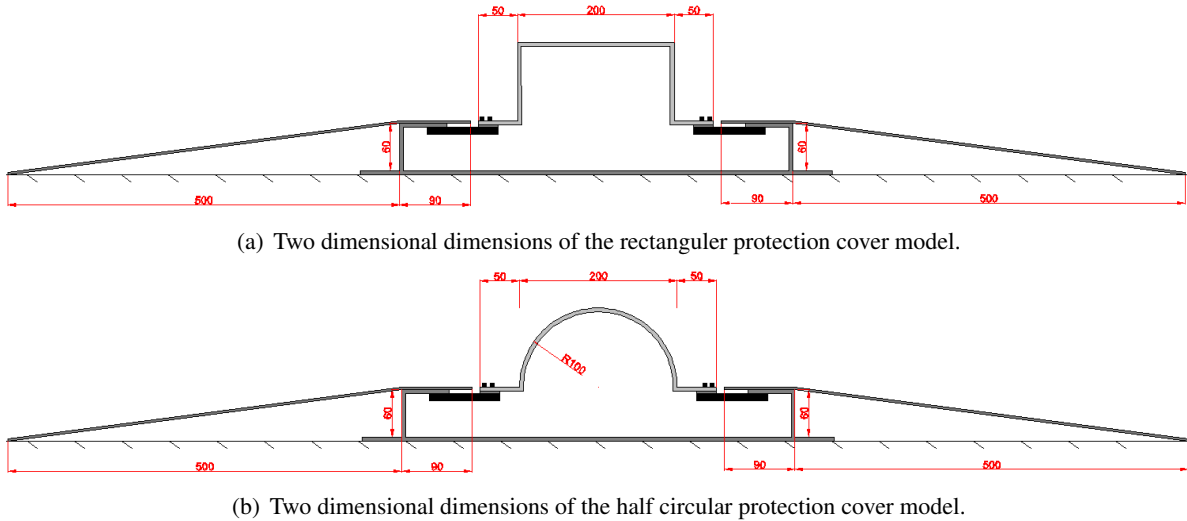 50 200 50
60 60
500 90 90 500
(a) Two dimensional dimensions of the rectanguler protection cover model.
50 200 50
R100
60 60
500 90 90 500
(b) Two dimensional dimensions of the half circular protection cover model.